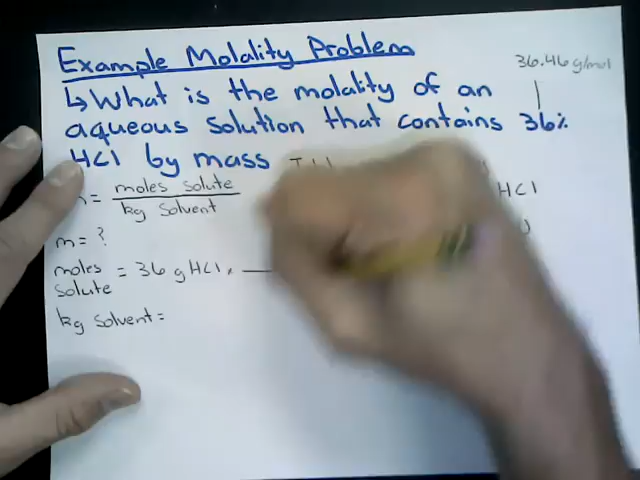 Example Molality Problem
36.46 g/mol
↳ What is the molality of an
aqueous solution that contains 36%
HCl by mass
= moles solute
kg solvent
HCl
m = ?
moles = 36 g HCl x
solute
kg solvent =